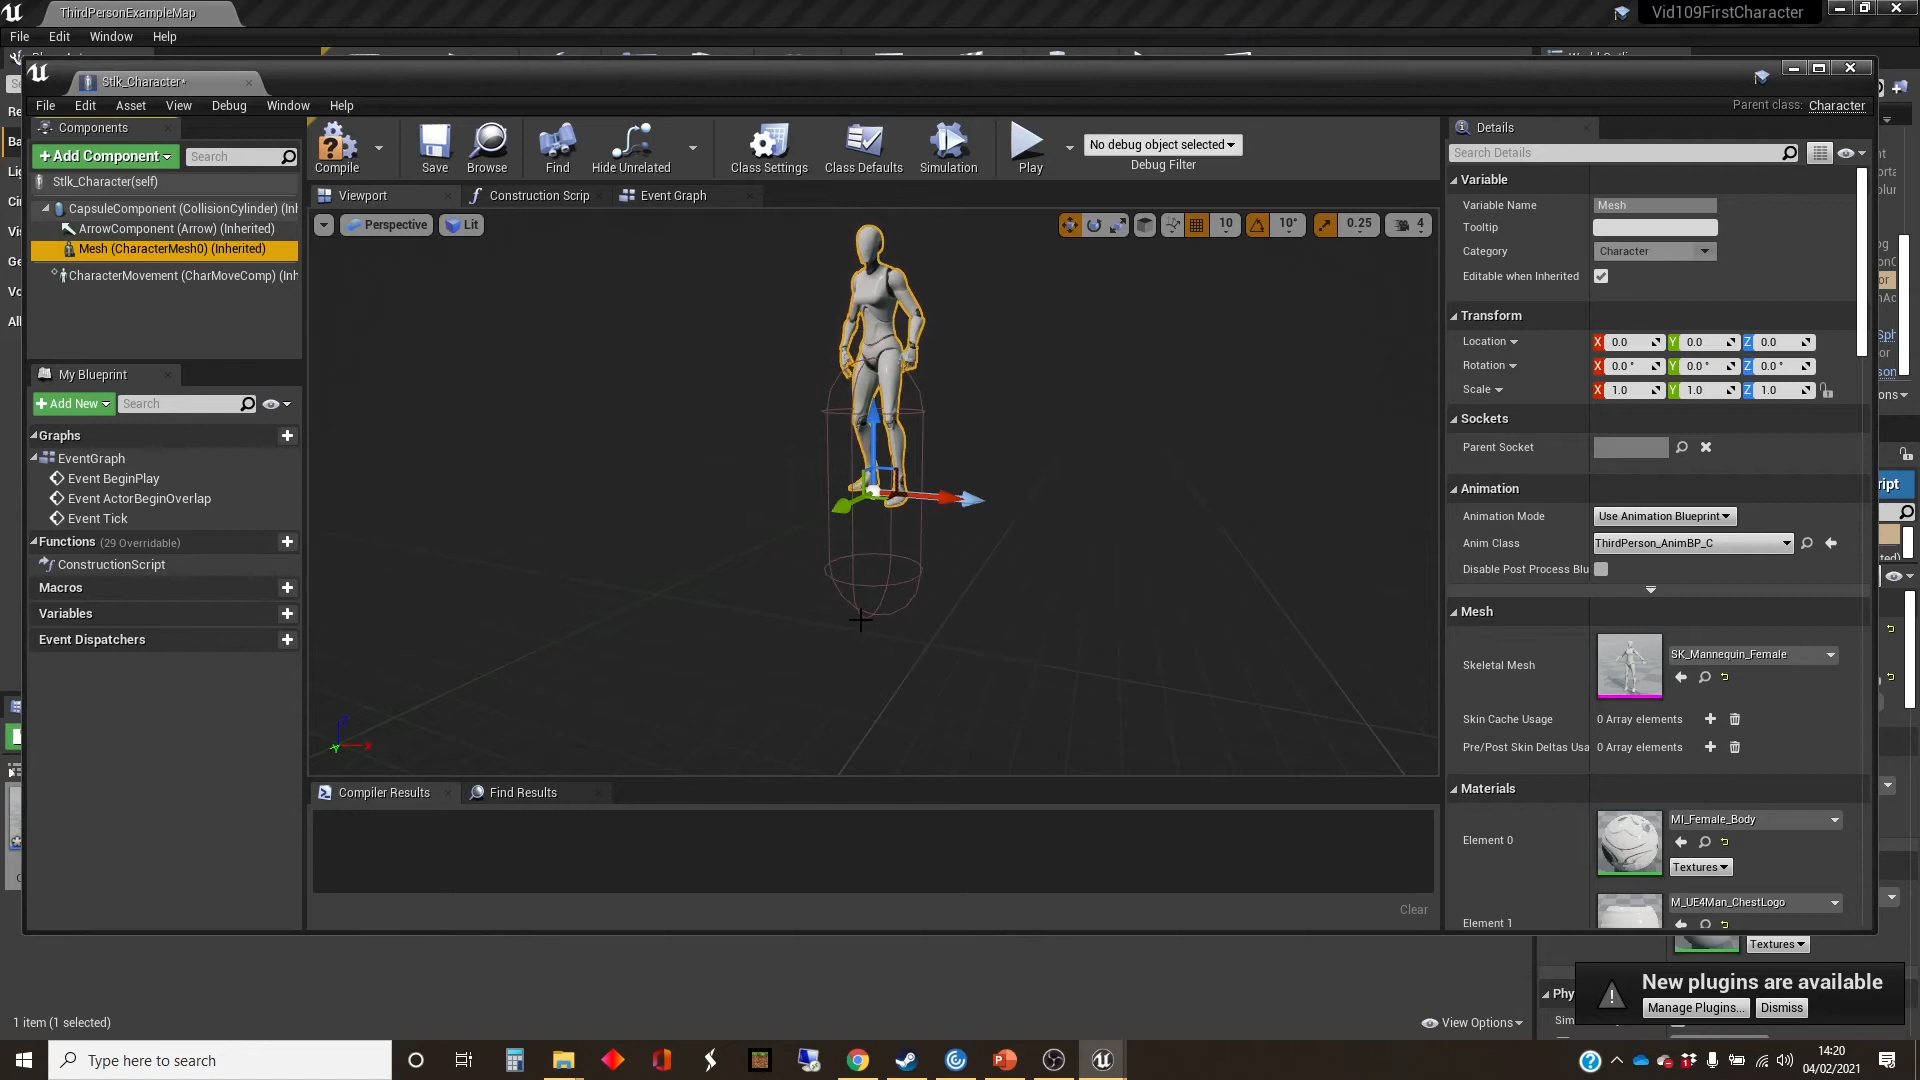 ThirdPersonExampleMap
Vid109FirstCharacter
File Edit Window Help
Stlk_Character*
File Edit Asset View Debug Window Help
Parent class: Character
Components
+Add Component
Search
Stlk_Character(self)
CapsuleComponent (CollisionCylinder) (Inh
ArrowComponent (Arrow) (Inherited)
Mesh (CharacterMesh0) (Inherited)
CharacterMovement (CharMoveComp) (Inh
Compile
Save
Browse
Find
Hide Unrelated
Class Settings
Class Defaults
Simulation
Play
No debug object selected
Debug Filter
Viewport
Construction Scrip
Event Graph
Perspective
Lit
10
10°
0.25
4
X
Z
Y
My Blueprint
+Add New
Search
Graphs
EventGraph
Event BeginPlay
Event ActorBeginOverlap
Event Tick
Functions (29 Overridable)
ConstructionScript
Macros
Variables
Event Dispatchers
Compiler Results
Find Results
Clear
Details
Search Details
Variable
Variable Name Mesh
Tooltip
Category Character
Editable when Inherited
Transform
Location X 0.0 Y 0.0 Z 0.0
Rotation X 0.0° Y 0.0° Z 0.0°
Scale X 1.0 Y 1.0 Z 1.0
Sockets
Parent Socket
Animation
Animation Mode Use Animation Blueprint
Anim Class ThirdPerson_AnimBP_C
Disable Post Process Blu
Mesh
Skeletal Mesh SK_Mannequin_Female
Skin Cache Usage 0 Array elements
Pre/Post Skin Deltas Usa 0 Array elements
Materials
Element 0 MI_Female_Body
Textures
Element 1 M_UE4Man_ChestLogo
Textures
New plugins are available
Manage Plugins... Dismiss
1 item (1 selected)
View Options
Type here to search
14:20
04/02/2021